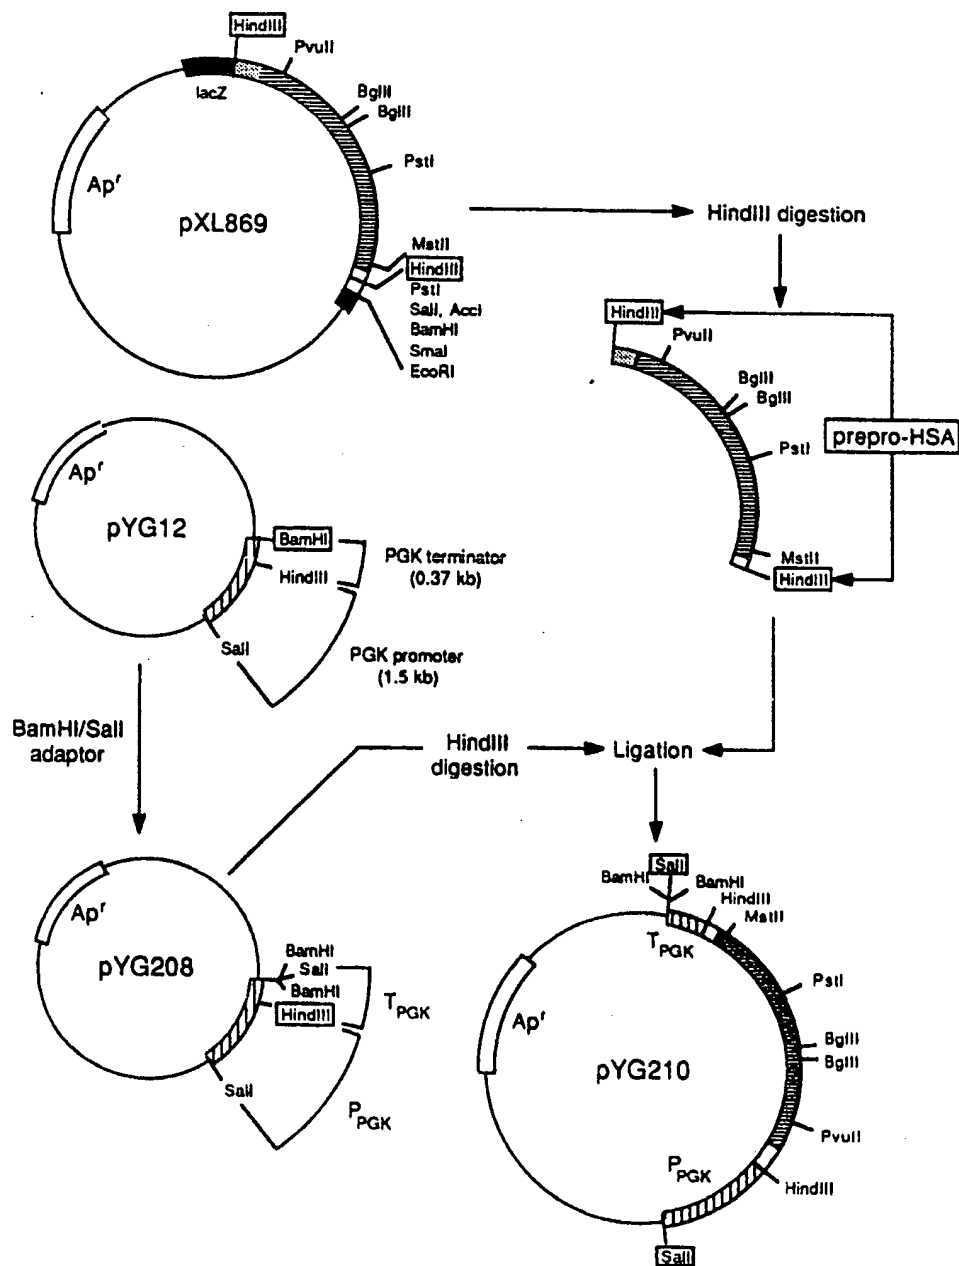 HindIII
PvuII
BglII
BglII
PstI
lacZ
Apr
pXL869
MstII
HindIII
PstI
SalI, AccI
BamHI
SmaI
EcoRI
HindIII digestion
HindIII
PvuII
BglII
BglII
PstI
prepro-HSA
MstII
HindIII
Apr
pYG12
BamHI
HindIII
SalI
PGK terminator
(0.37 kb)
PGK promoter
(1.5 kb)
BamHI/SalI
adaptor
HindIII
digestion
Ligation
Apr
pYG208
BamHI
SalI
BamHI
HindIII
SalI
TPGK
PPGK
SalI
BamHI
BamHI
HindIII
MstII
TPGK
PstI
Apr
BglII
BglII
pYG210
PvuII
PPGK
HindIII
SalI